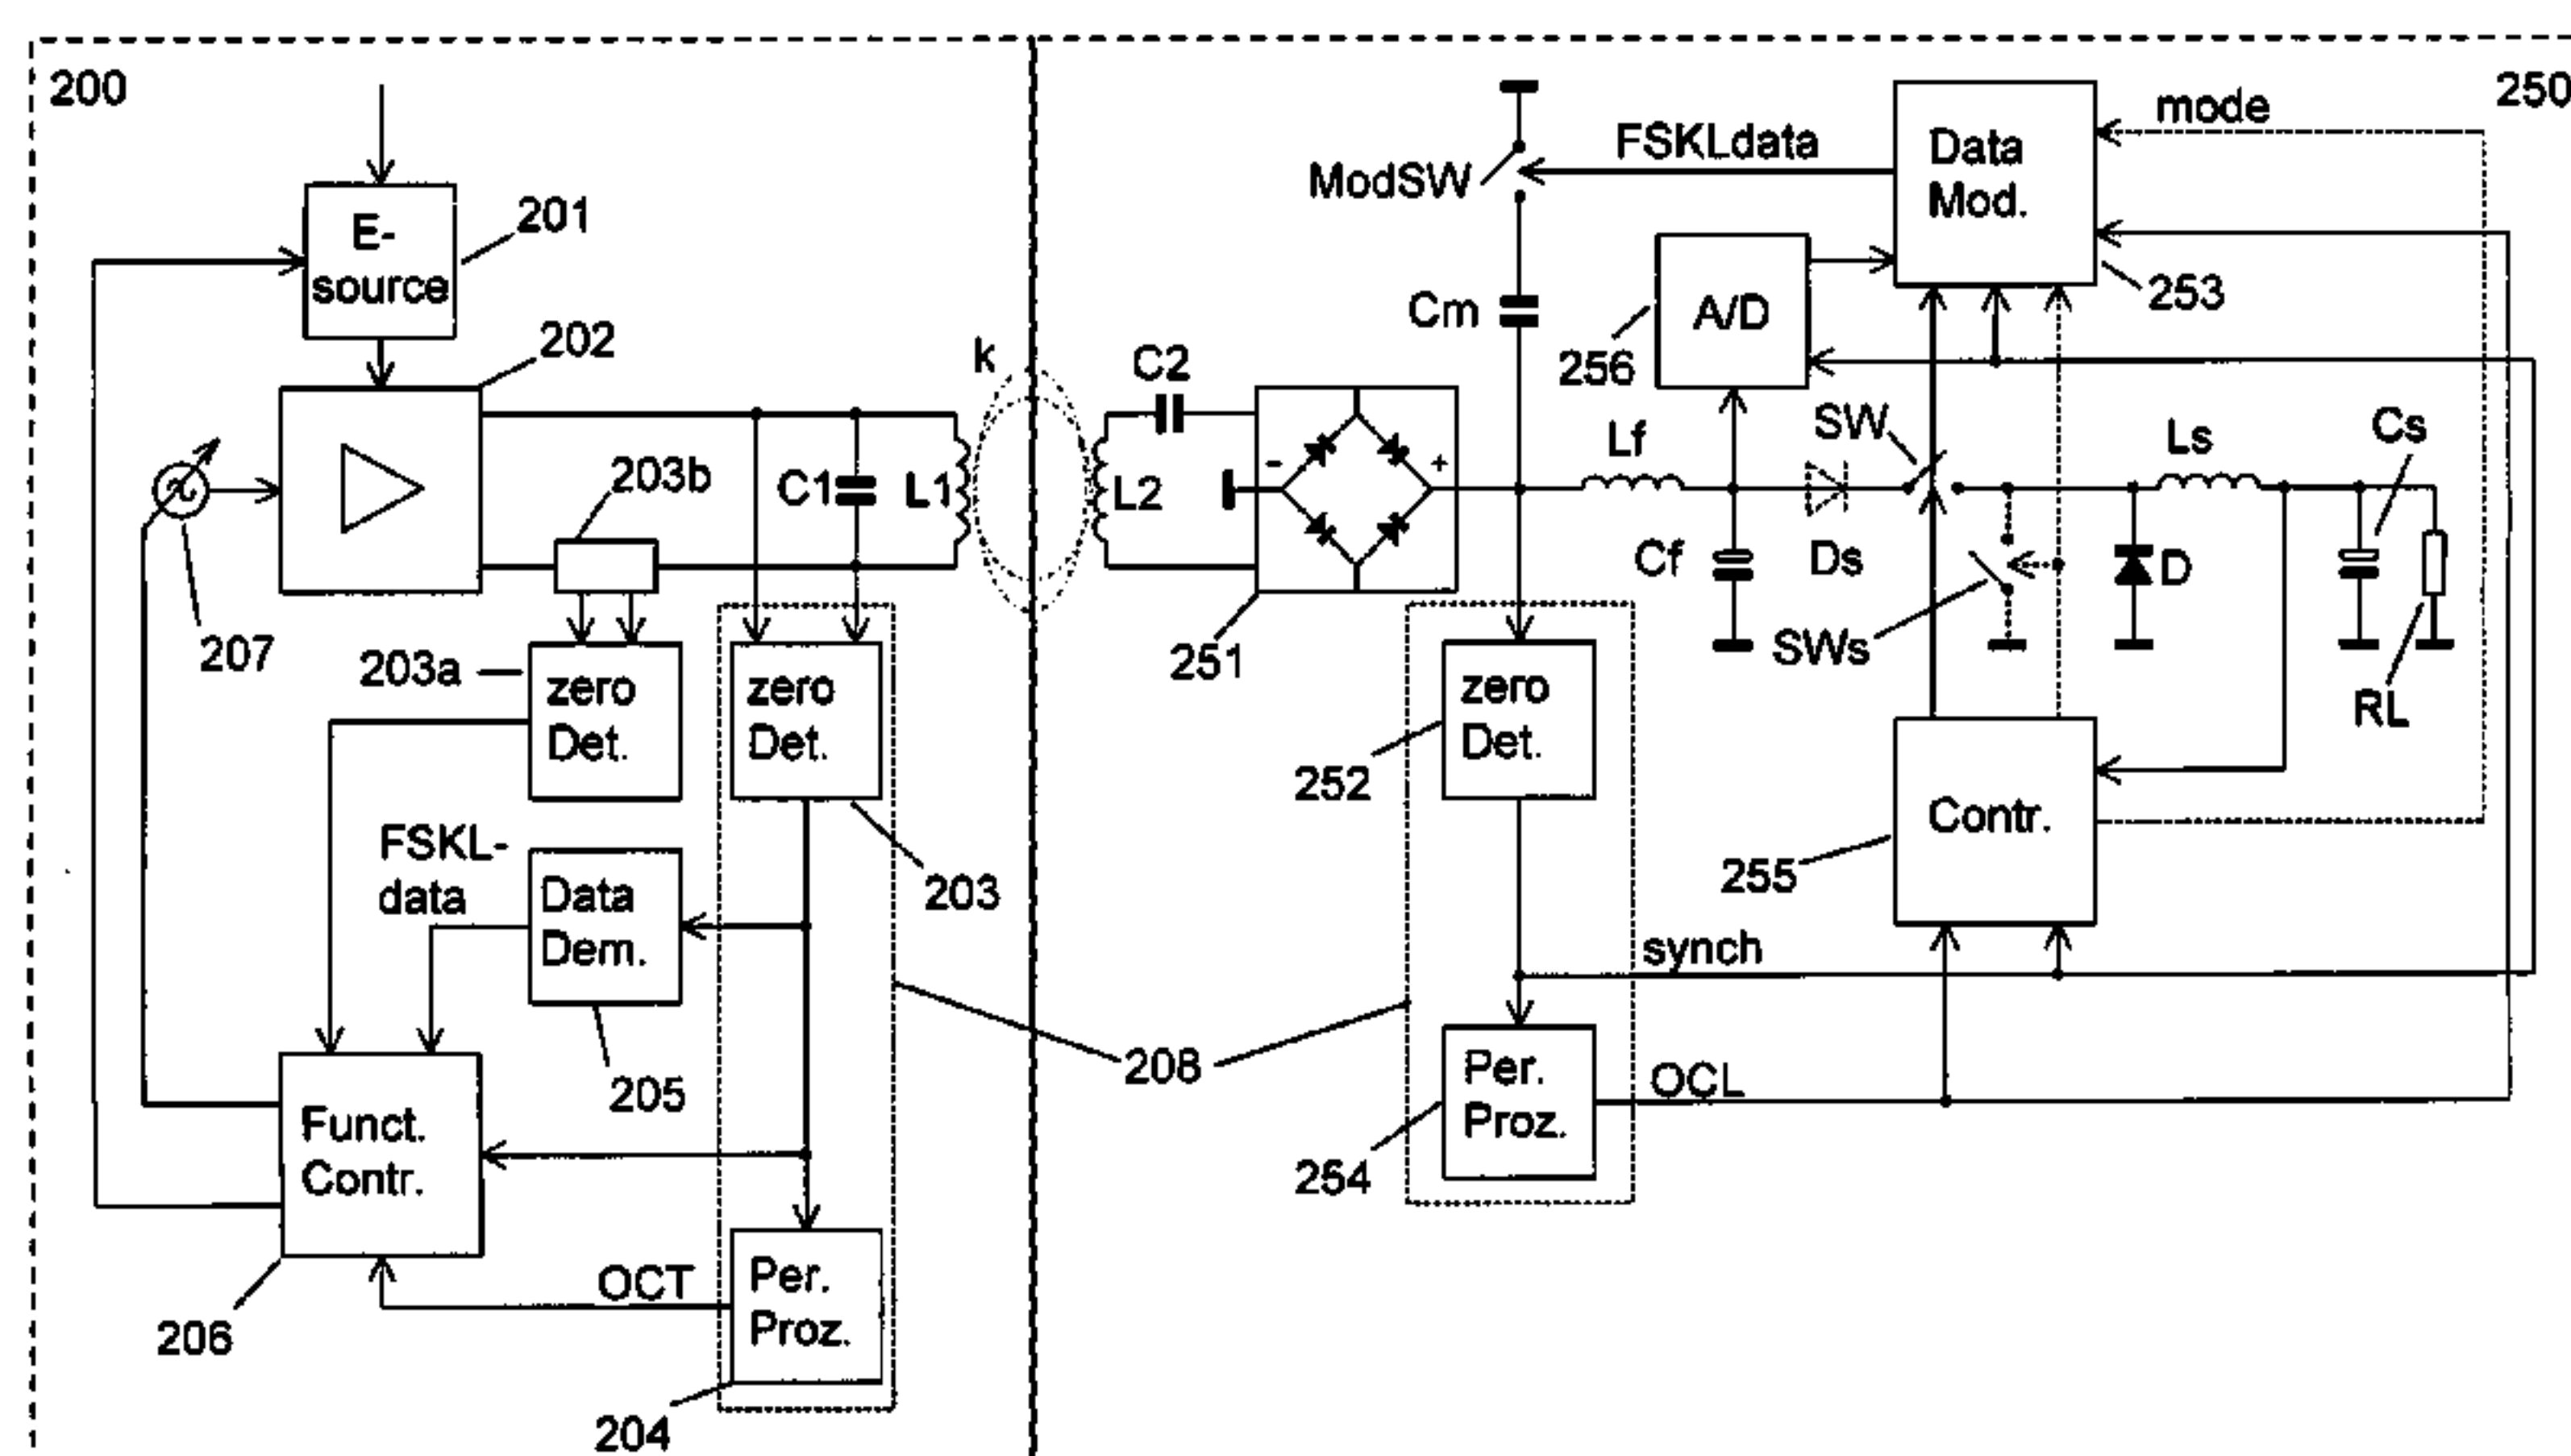 200
250
E-
source
201
202
207
203b
203a
zero
Det.
zero
Det.
203
C1
L1
k
L2
C2
251
-
+
FSKL-
data
Data
Dem.
205
Funct.
Contr.
206
OCT
Per.
Proz.
204
208
ModSW
FSKLdata
Data
Mod.
mode
253
Cm
A/D
256
Lf
Cf
Ds
SW
SWs
D
Ls
Cs
RL
zero
Det.
252
Contr.
255
synch
Per.
Proz.
254
OCL